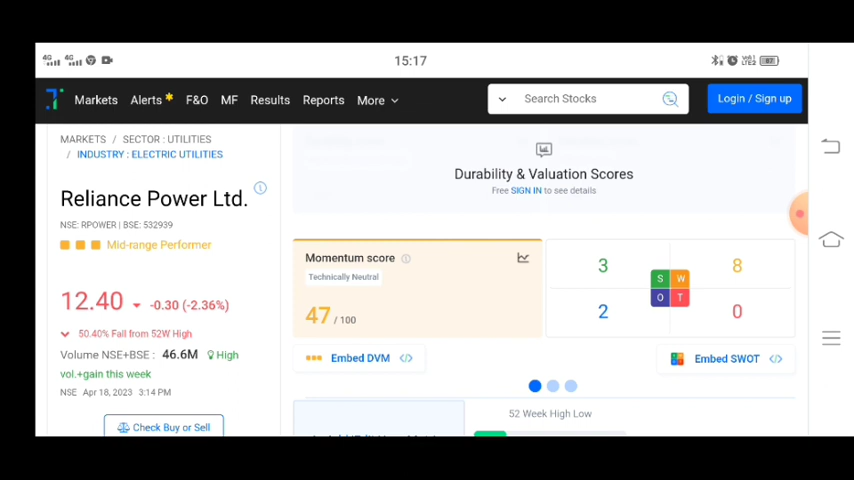 15:17
Markets Alerts F&O MF Results Reports More Search Stocks Login / Sign up
MARKETS / SECTOR : UTILITIES
/ INDUSTRY : ELECTRIC UTILITIES
Reliance Power Ltd.
NSE: RPOWER | BSE: 532939
Mid-range Performer
12.40 -0.30 (-2.36%)
50.40% Fall from 52W High
Volume NSE+BSE : 46.6M High
vol.+gain this week
NSE Apr 18, 2023 3:14 PM
Check Buy or Sell
Durability & Valuation Scores
Free SIGN IN to see details
Momentum score
Technically Neutral
47 / 100
3 S W 8
2 O T 0
Embed DVM
Embed SWOT
52 Week High Low